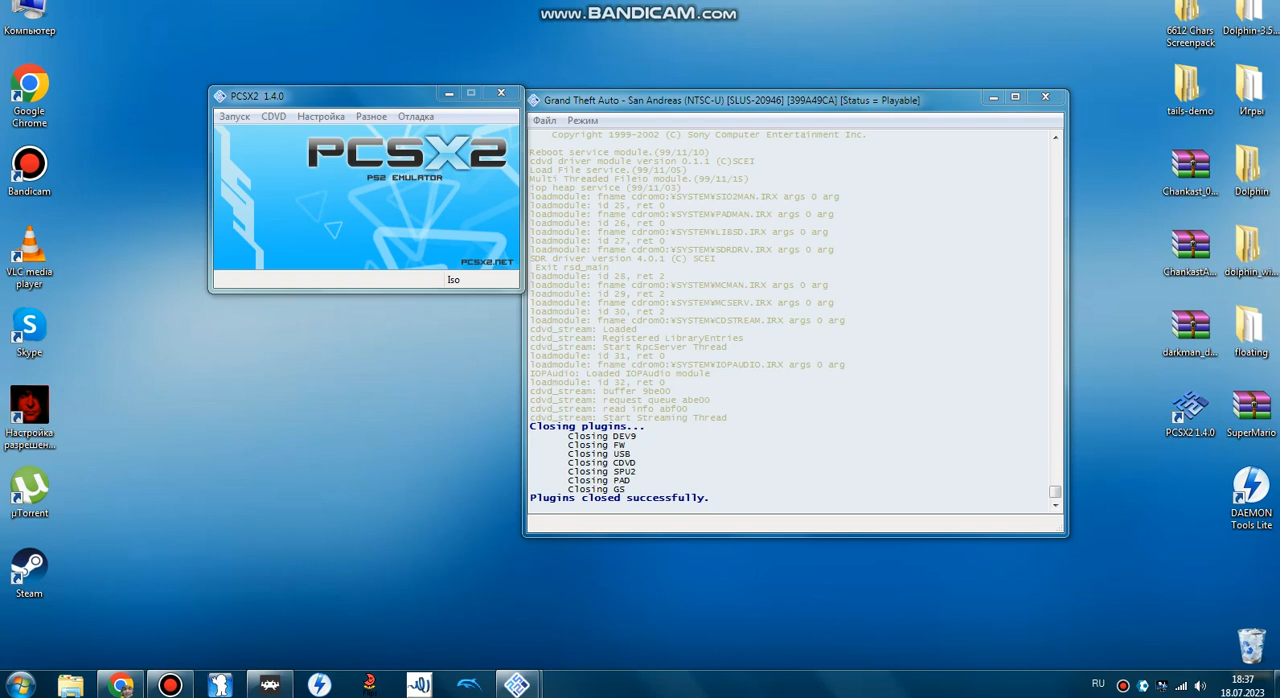 www.BANDICAM.com
Компьютер
Google
Chrome
Bandicam
VLC media
player
Skype
Настройка
разрешен...
µTorrent
Steam
PCSX2 1.4.0
Запуск CDVD Настройка Разное Отладка
PCSX2
PS2 EMULATOR
PCSX2.NET
Iso
Grand Theft Auto - San Andreas (NTSC-U) [SLUS-20946] [399A49CA] [Status = Playable]
Файл Режим
Copyright 1999-2002 (C) Sony Computer Entertainment Inc.
Reboot service module.(99/11/10)
cdvd driver module version 0.1.1 (C)SCEI
Load File service.(99/11/05)
Multi Threaded Fileio module.(99/11/15)
iop heap service (99/11/03)
loadmodule: fname cdrom0:¥SYSTEM¥SIO2MAN.IRX args 0 arg
loadmodule: id 25, ret 0
loadmodule: fname cdrom0:¥SYSTEM¥PADMAN.IRX args 0 arg
loadmodule: id 26, ret 0
loadmodule: fname cdrom0:¥SYSTEM¥LIBSD.IRX args 0 arg
loadmodule: id 27, ret 0
loadmodule: fname cdrom0:¥SYSTEM¥SDRDRV.IRX args 0 arg
SDR driver version 4.0.1 (C) SCEI
Exit rsd_main
loadmodule: id 28, ret 2
loadmodule: fname cdrom0:¥SYSTEM¥MCMAN.IRX args 0 arg
loadmodule: id 29, ret 2
loadmodule: fname cdrom0:¥SYSTEM¥MCSERV.IRX args 0 arg
loadmodule: id 30, ret 2
loadmodule: fname cdrom0:¥SYSTEM¥CDSTREAM.IRX args 0 arg
cdvd_stream: Loaded
cdvd_stream: Registered LibraryEntries
cdvd_stream: Start RpcServer Thread
loadmodule: id 31, ret 0
loadmodule: fname cdrom0:¥SYSTEM¥IOPAUDIO.IRX args 0 arg
IOPAudio: Loaded IOPAudio module
loadmodule: id 32, ret 0
cdvd_stream: buffer 9be00
cdvd_stream: request queue abe00
cdvd_stream: read info abf00
cdvd_stream: Start Streaming Thread
Closing plugins...
Closing DEV9
Closing FW
Closing USB
Closing CDVD
Closing SPU2
Closing PAD
Closing GS
Plugins closed successfully.
6612 Chars
Screenpack
Dolphin-3.5...
tails-demo
Игры
Chankast_0...
Dolphin
ChankastA...
dolphin_wi...
darkman_d...
floating
PCSX2 1.4.0
SuperMario
DAEMON
Tools Lite
RU
18:37
18.07.2023